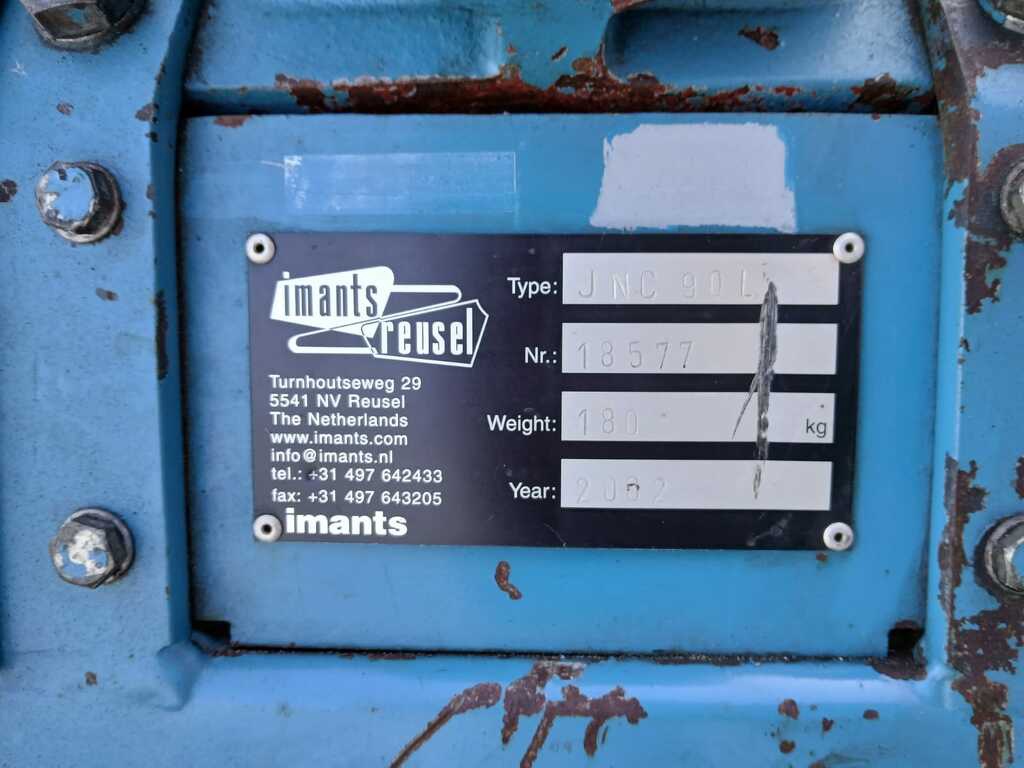 imants
reusel
Turnhoutseweg 29
5541 NV Reusel
The Netherlands
www.imants.com
info@imants.nl
tel.: +31 497 642433
fax: +31 497 643205
imants
Type: JNC 90L
Nr.: 18577
Weight: 180 kg
Year: